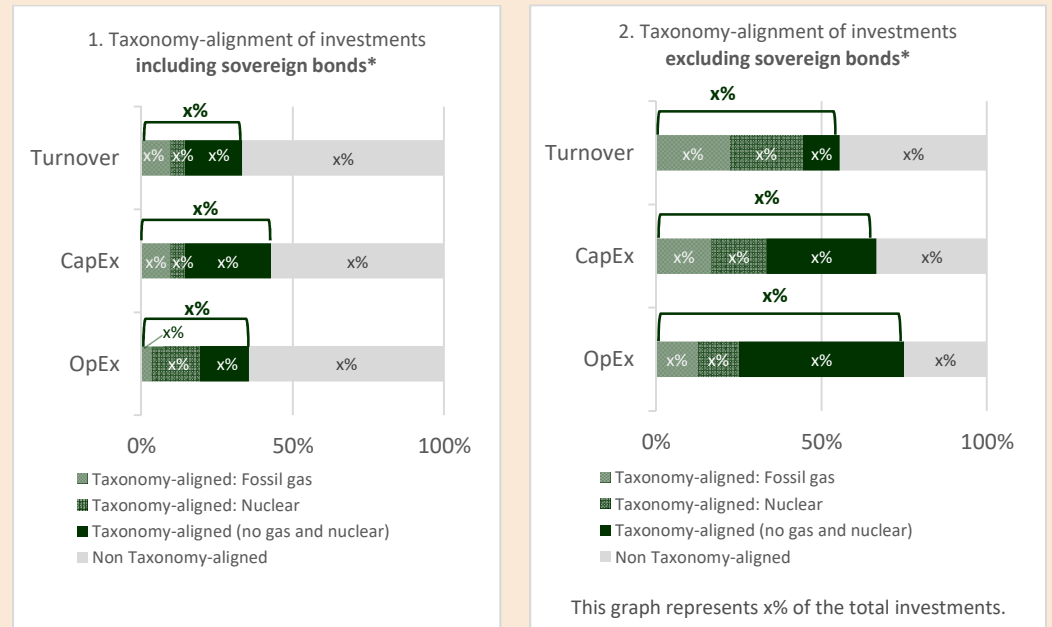 1. Taxonomy-alignment of investments
including sovereign bonds*
x%
Turnover
x%
x%
x%
x%
x%
CapEx
x%
x%
x%
x%
x%
x%
OpEx
x%
x%
x%
0%
50%
100%
Taxonomy-aligned: Fossil gas
Taxonomy-aligned: Nuclear
Taxonomy-aligned (no gas and nuclear)
Non Taxonomy-aligned
2. Taxonomy-alignment of investments
excluding sovereign bonds*
x%
Turnover
x%
x%
x%
x%
x%
CapEx
x%
x%
x%
x%
x%
OpEx
x%
x%
x%
x%
0%
50%
100%
Taxonomy-aligned: Fossil gas
Taxonomy-aligned: Nuclear
Taxonomy-aligned (no gas and nuclear)
Non Taxonomy-aligned
This graph represents x% of the total investments.